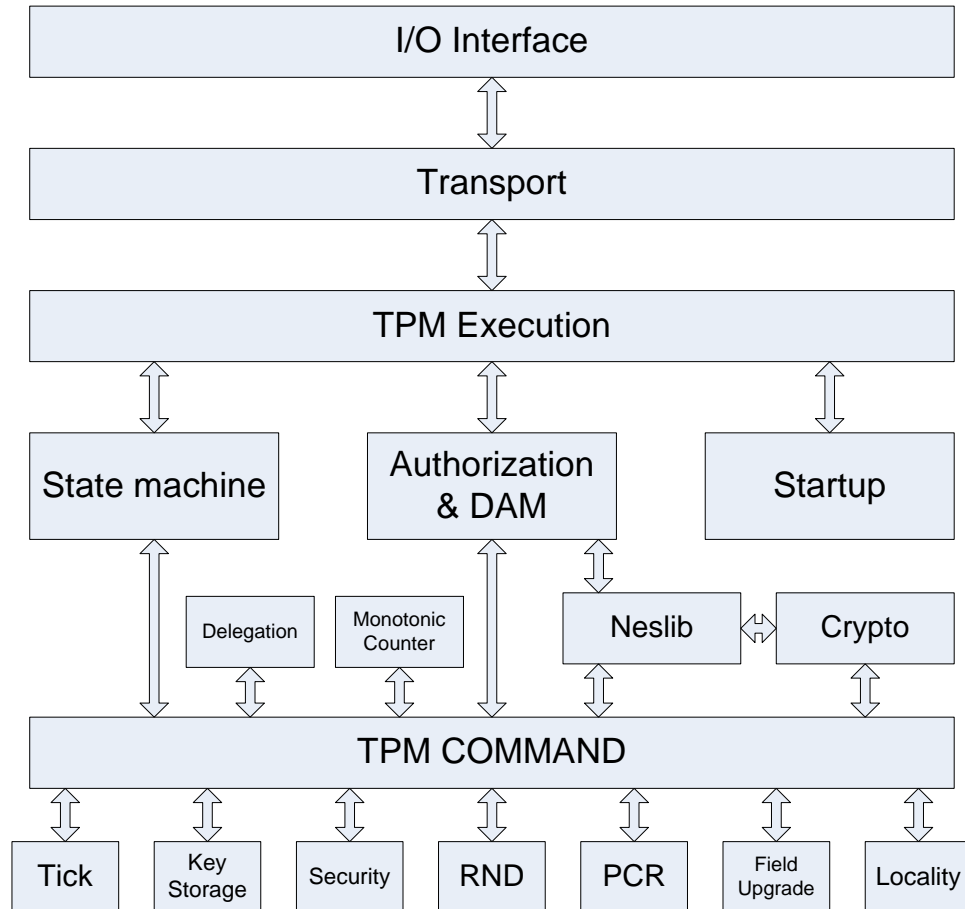 I/O Interface
Transport
TPM Execution
State machine
Authorization
& DAM
Startup
Delegation
Monotonic
Counter
Neslib
Crypto
TPM COMMAND
Tick
Key
Storage
Security
RND
PCR
Field
Upgrade
Locality